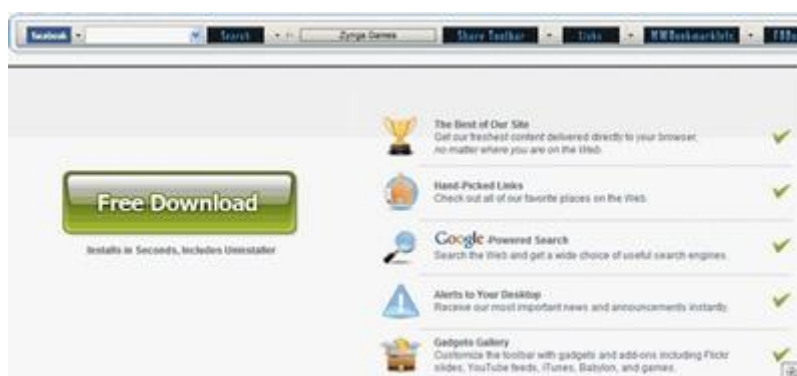 facebook
Search
Zynga Games
Share Toolbar
Links
MWBookmarklets
Free Download
Installs in Seconds, Includes Uninstaller
The Best of Our Site
Get our freshest content delivered directly to your browser,
no matter where you are on the Web.
Hand-Picked Links
Check out all of our favorite places on the Web.
Google-Powered Search
Search the Web and get a wide choice of useful search engines.
Alerts to Your Desktop
Receive our most important news and announcements instantly.
Gadgets Gallery
Customize the toolbar with gadgets and add-ons including Flickr
slides, YouTube feeds, iTunes, Babylon, and games.